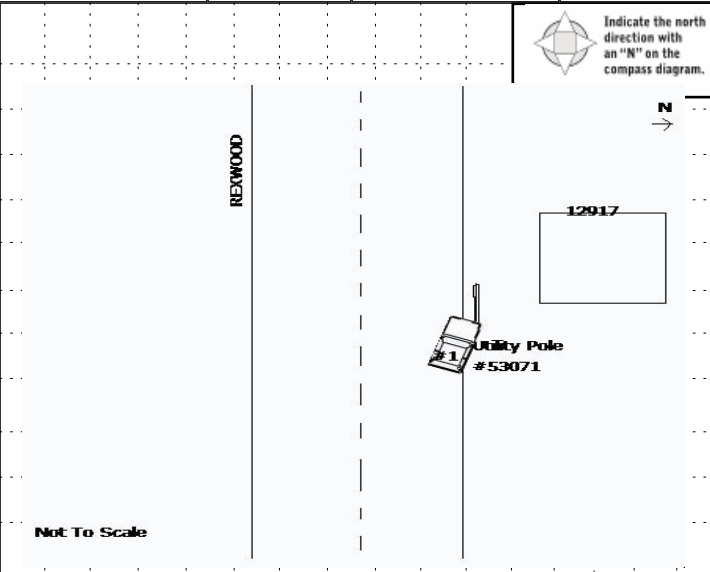 Indicate the north
direction with
an “N” on the
compass diagram.
N
REXWOOD
12917
#1
Utility Pole
#53071
Not To Scale